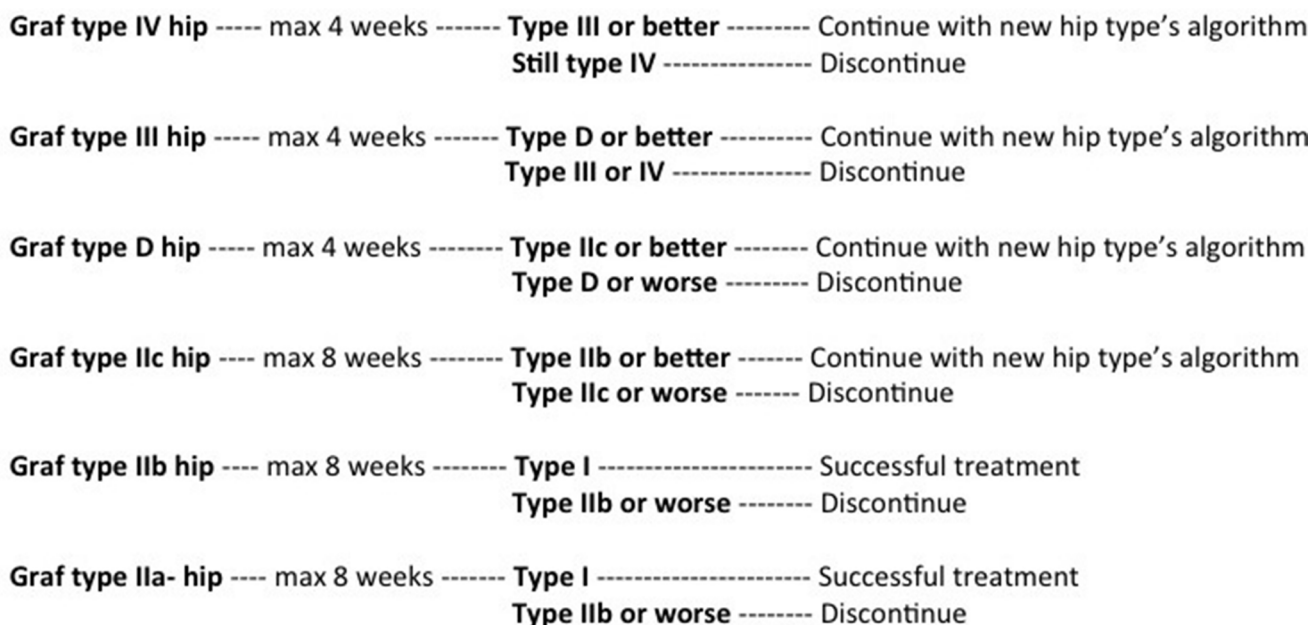 Graf type IV hip ----- max 4 weeks ------- Type III or better --------- Continue with new hip type's algorithm
Still type IV ---------------- Discontinue
Graf type III hip ----- max 4 weeks ------- Type D or better ---------- Continue with new hip type's algorithm
Type III or IV --------------- Discontinue
Graf type D hip ----- max 4 weeks -------- Type IIc or better -------- Continue with new hip type's algorithm
Type D or worse --------- Discontinue
Graf type IIc hip ---- max 8 weeks -------- Type IIb or better ------- Continue with new hip type's algorithm
Type IIc or worse ------- Discontinue
Graf type IIb hip ---- max 8 weeks -------- Type I ----------------------- Successful treatment
Type IIb or worse -------- Discontinue
Graf type IIa- hip ---- max 8 weeks ------- Type I ----------------------- Successful treatment
Type IIb or worse -------- Discontinue